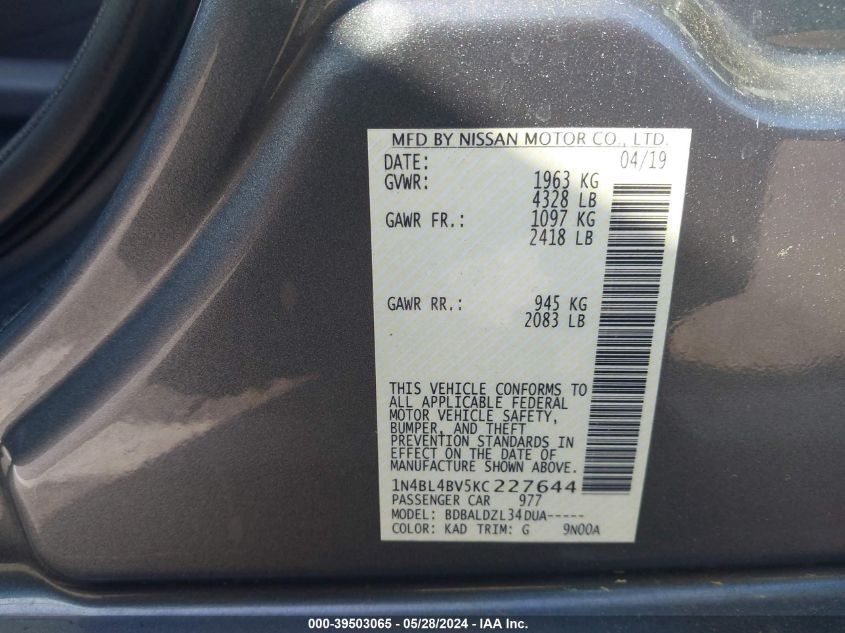 MFD BY NISSAN MOTOR CO., LTD.
DATE: 04/19
GVWR: 1963 KG
4328 LB
GAWR FR.: 1097 KG
2418 LB
GAWR RR.: 945 KG
2083 LB
THIS VEHICLE CONFORMS TO
ALL APPLICABLE FEDERAL
MOTOR VEHICLE SAFETY,
BUMPER, AND THEFT
PREVENTION STANDARDS IN
EFFECT ON THE DATE OF
MANUFACTURE SHOWN ABOVE.
1N4BL4BV5KC227644
PASSENGER CAR 977
MODEL: BDBALDZL34DUA-----
COLOR: KAD TRIM: G 9N00A
000-39503065 - 05/28/2024 - IAA Inc.